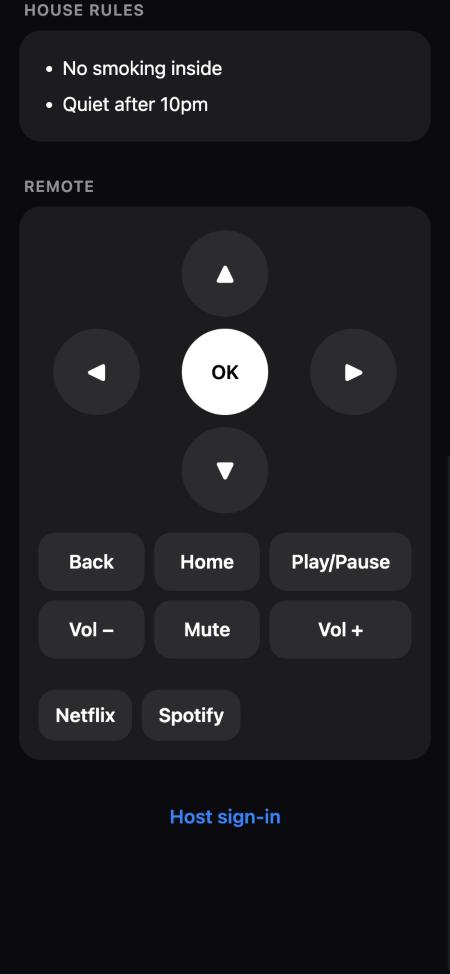 HOUSE RULES
• No smoking inside
• Quiet after 10pm
REMOTE
OK
Back Home Play/Pause
Vol – Mute Vol +
Netflix Spotify
Host sign-in